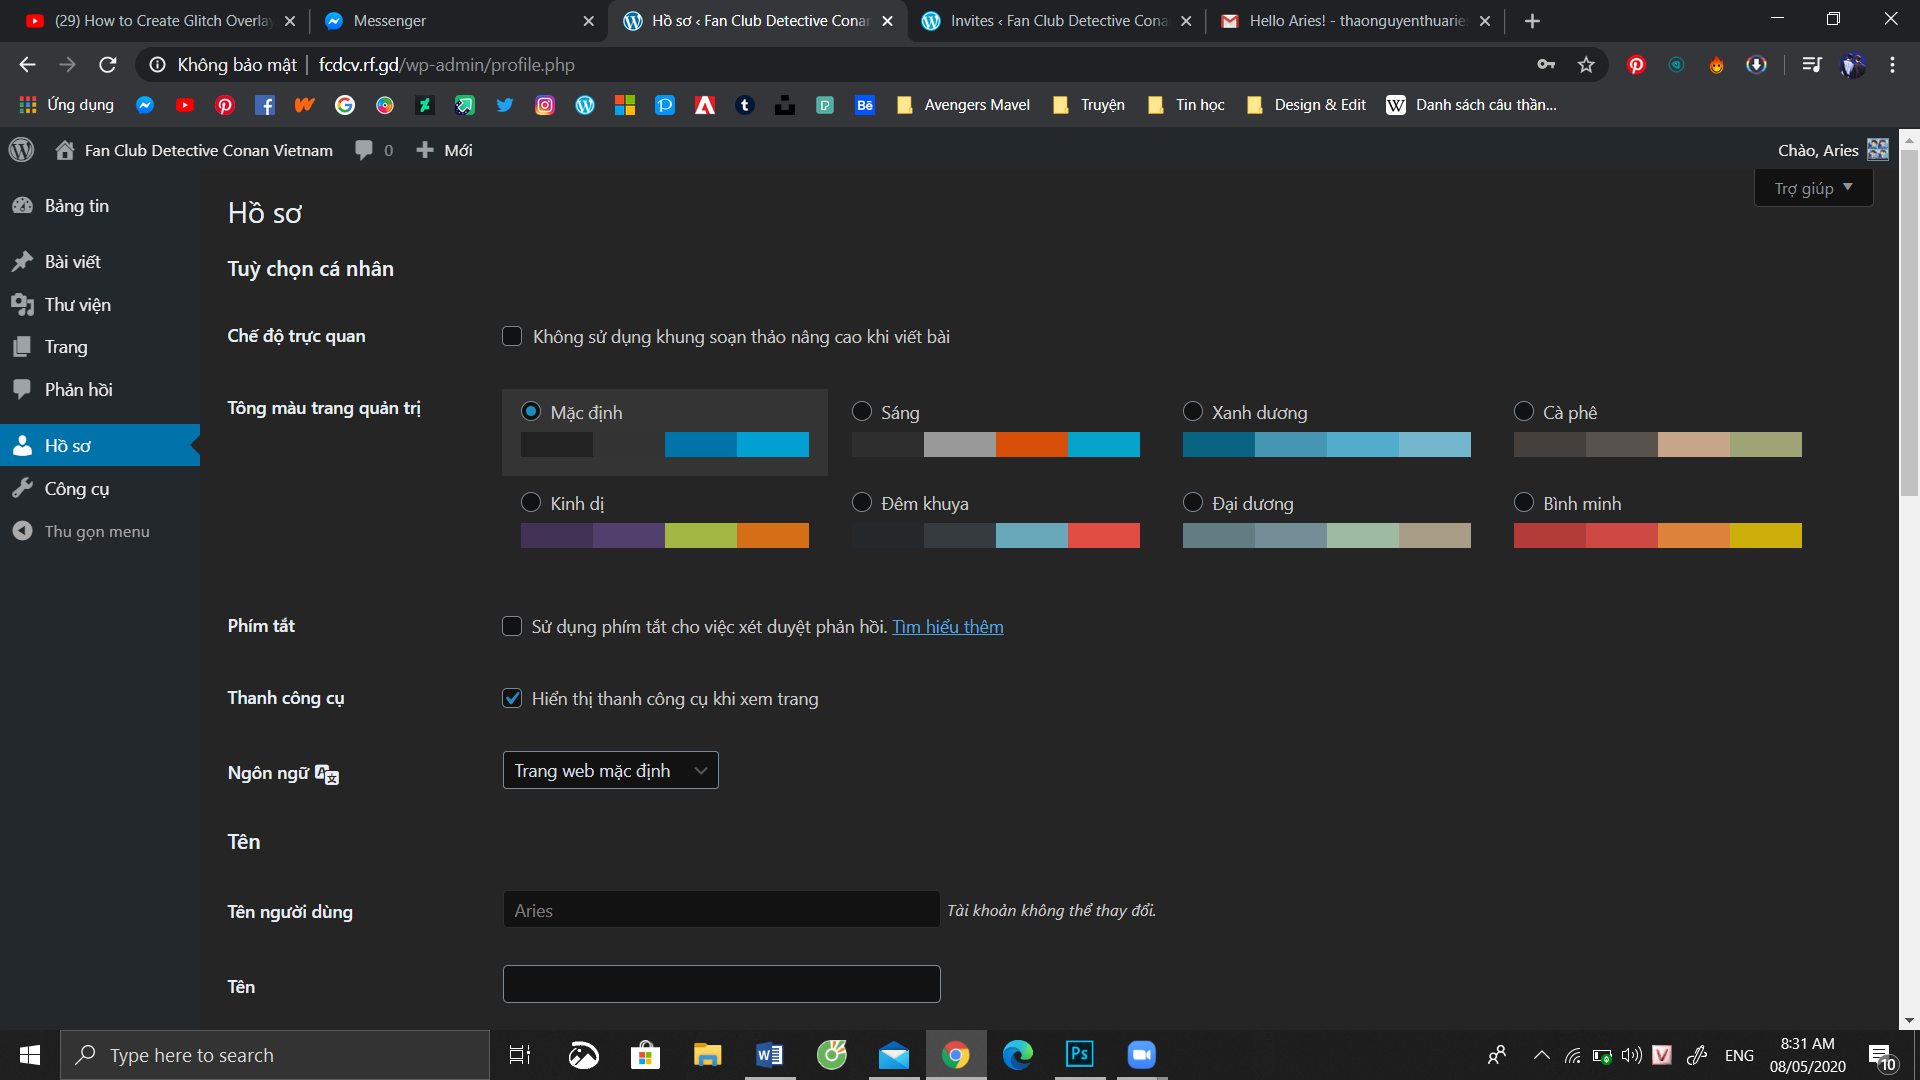 (29) How to Create Glitch Overlay
Messenger
Hồ sơ ‹ Fan Club Detective Conan
Invites ‹ Fan Club Detective Cona
Hello Aries! - thaonguyenthuaries
Không bảo mật | fcdcv.rf.gd/wp-admin/profile.php
Ứng dụng
Avengers Mavel
Truyện
Tin học
Design & Edit
Danh sách câu thần...
Fan Club Detective Conan Vietnam
0
Mới
Chào, Aries
Trợ giúp
Bảng tin
Bài viết
Thư viện
Trang
Phản hồi
Hồ sơ
Công cụ
Thu gọn menu
Hồ sơ
Tuỳ chọn cá nhân
Chế độ trực quan
Không sử dụng khung soạn thảo nâng cao khi viết bài
Tông màu trang quản trị
Mặc định
Sáng
Xanh dương
Cà phê
Kinh dị
Đêm khuya
Đại dương
Bình minh
Phím tắt
Sử dụng phím tắt cho việc xét duyệt phản hồi. Tìm hiểu thêm
Thanh công cụ
Hiển thị thanh công cụ khi xem trang
Ngôn ngữ
Trang web mặc định
Tên
Tên người dùng
Aries
Tài khoản không thể thay đổi.
Tên
Type here to search
ENG
8:31 AM
08/05/2020
10